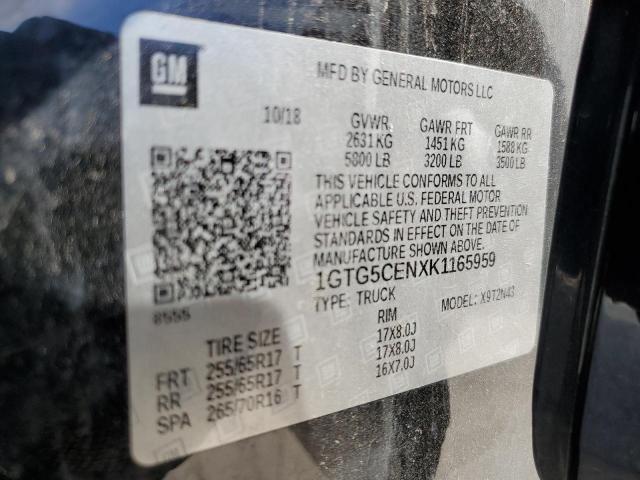 GM
MFD BY GENERAL MOTORS LLC
10/18 GVWR GAWR FRT GAWR RR
2631 KG 1451 KG 1588 KG
5800 LB 3200 LB 3500 LB
THIS VEHICLE CONFORMS TO ALL
APPLICABLE U.S. FEDERAL MOTOR
VEHICLE SAFETY AND THEFT PREVENTION
STANDARDS IN EFFECT ON THE DATE OF
MANUFACTURE SHOWN ABOVE.
1GTG5CENXK1165959
TYPE: TRUCK MODEL: X9T2N43
8555
TIRE SIZE RIM
FRT 255/65R17 T 17X8.0J
RR 255/65R17 T 17X8.0J
SPA 265/70R16 T 16X7.0J